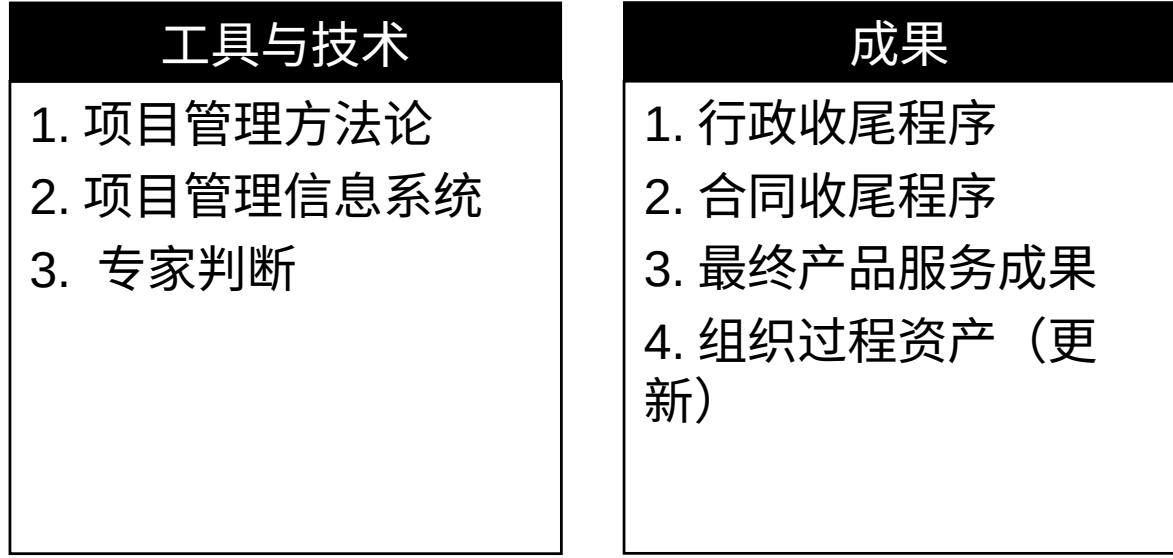 工具与技术
1. 项目管理方法论
2. 项目管理信息系统
3. 专家判断
成果
1. 行政收尾程序
2. 合同收尾程序
3. 最终产品服务成果
4. 组织过程资产（更
新）